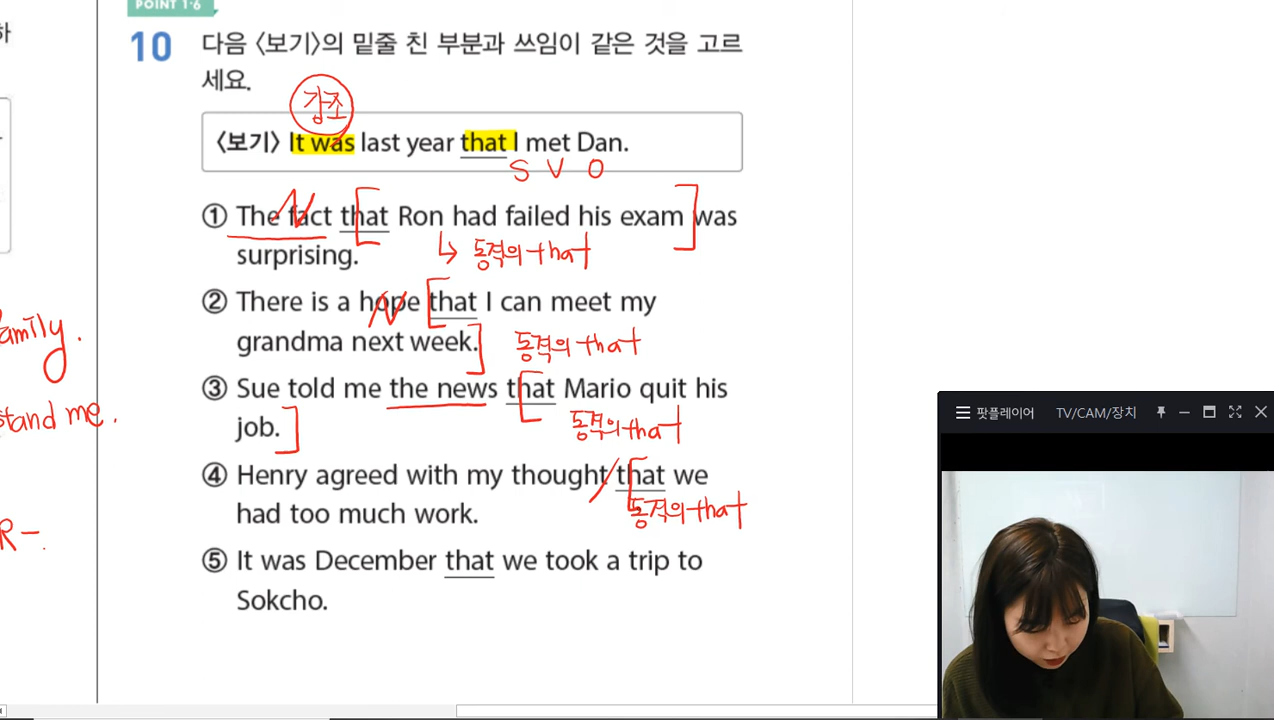 POINT 1-6
하
10 다음 〈보기〉의 밑줄 친 부분과 쓰임이 같은 것을 고르
세요.
강조
〈보기〉 It was last year that I met Dan.
S V O
① The fact that Ron had failed his exam was
N
surprising.
↳ 동격의 that
② There is a hope that I can meet my
N
grandma next week.
동격의 that
③ Sue told me the news that Mario quit his
job.
동격의 that
④ Henry agreed with my thought that we
had too much work.
동격의 that
⑤ It was December that we took a trip to
Sokcho.
amily.
stand me.
R-
팟플레이어 TV/CAM/장치